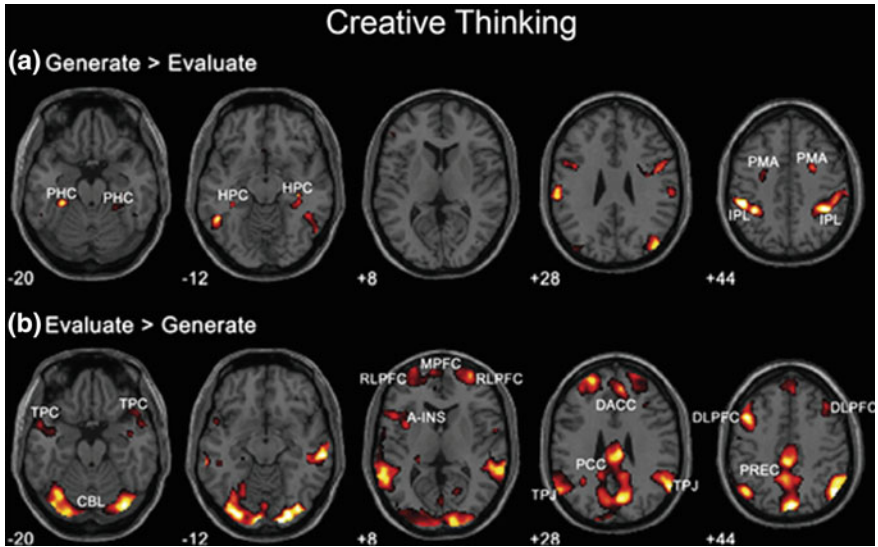 Creative Thinking
(a) Generate > Evaluate
PHC PHC
HPC HPC
PMA PMA
IPL IPL
-20 -12 +8 +28 +44
(b) Evaluate > Generate
TPC TPC
CBL
RLPFC MPFC RLPFC
A-INS
DACC
PCC
TPJ TPJ
DLPFC DLPFC
PREC
-20 -12 +8 +28 +44